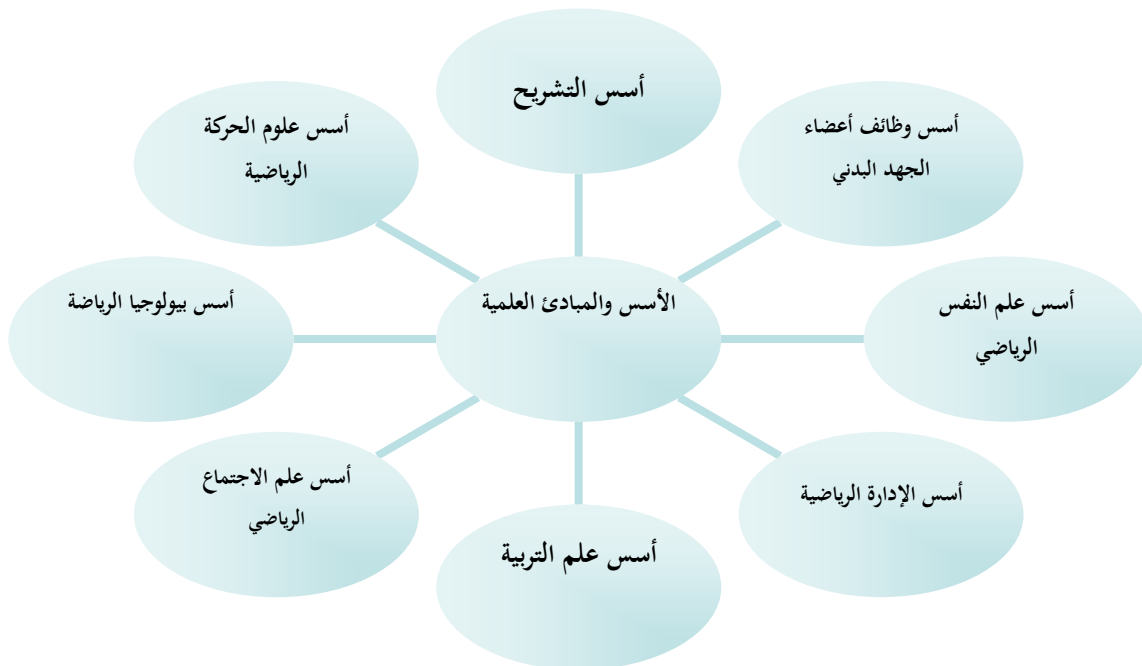 أسس التشريح
أسس وظائف أعضاء
الجهد البدني
أسس علوم الحركة
الرياضية
الأسس والمبادئ العلمية
أسس علم النفس
الرياضي
أسس بيولوجيا الرياضة
أسس الإدارة الرياضية
أسس علم الاجتماع
الرياضي
أسس علم التربية